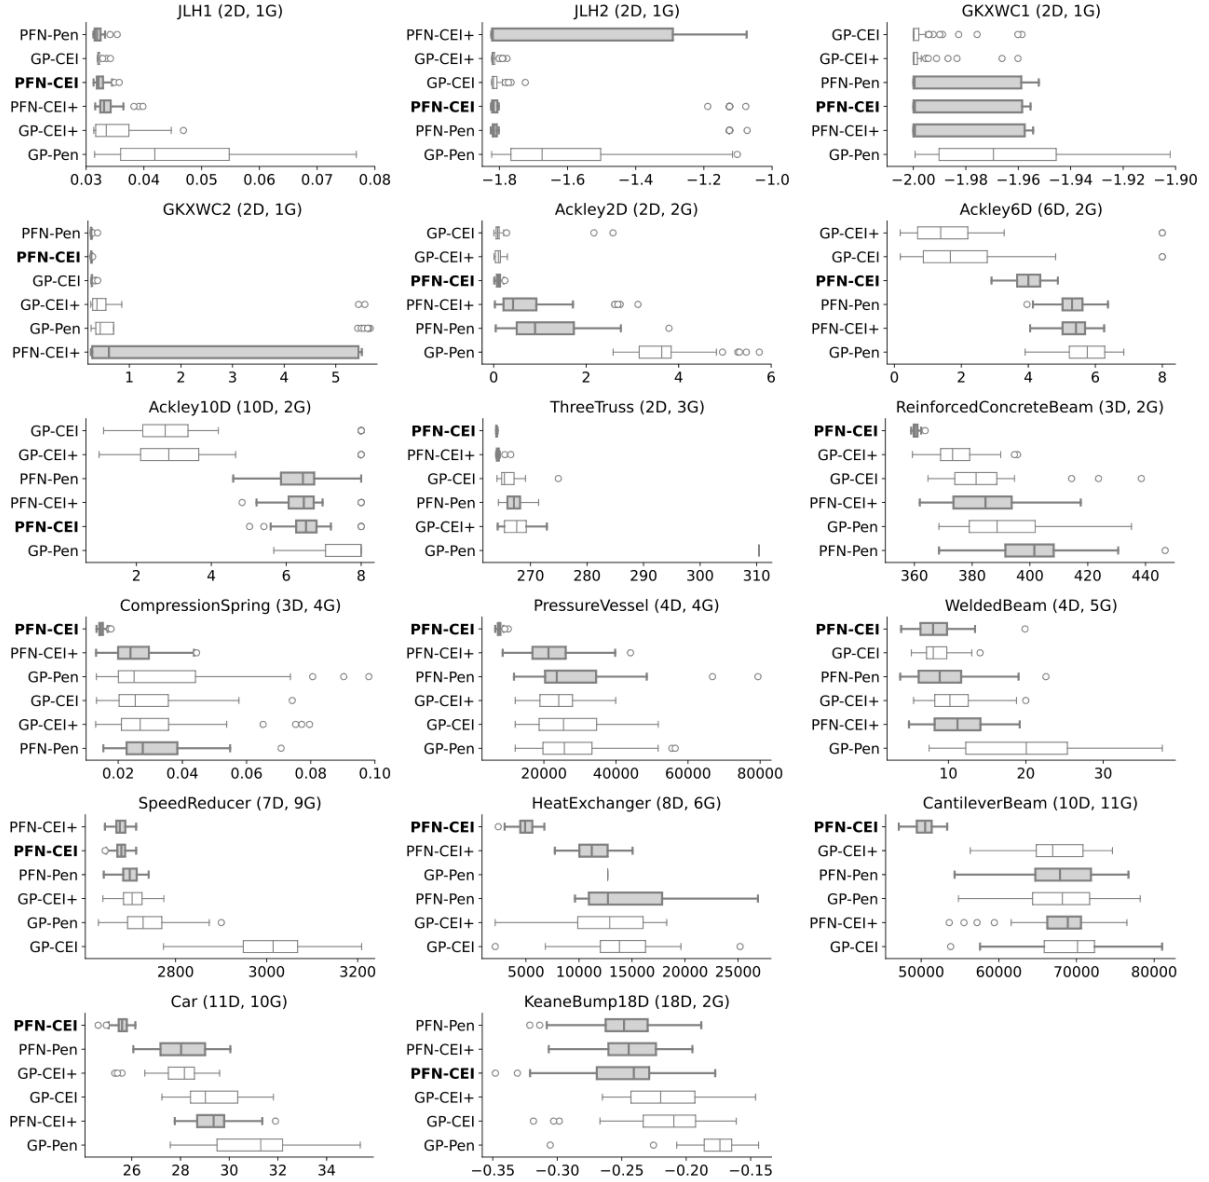 JLH1 (2D, 1G)
PFN-Pen
GP-CEI
PFN-CEI
PFN-CEI+
GP-CEI+
GP-Pen
0.03 0.04 0.05 0.06 0.07 0.08
JLH2 (2D, 1G)
PFN-CEI+
GP-CEI+
GP-CEI
PFN-CEI
PFN-Pen
GP-Pen
−1.8 −1.6 −1.4 −1.2 −1.0
GKXWC1 (2D, 1G)
GP-CEI
GP-CEI+
PFN-Pen
PFN-CEI
PFN-CEI+
GP-Pen
−2.00 −1.98 −1.96 −1.94 −1.92 −1.90
GKXWC2 (2D, 1G)
PFN-Pen
PFN-CEI
GP-CEI
GP-CEI+
GP-Pen
PFN-CEI+
1 2 3 4 5
Ackley2D (2D, 2G)
GP-CEI
GP-CEI+
PFN-CEI
PFN-CEI+
PFN-Pen
GP-Pen
0 2 4 6
Ackley6D (6D, 2G)
GP-CEI+
GP-CEI
PFN-CEI
PFN-Pen
PFN-CEI+
GP-Pen
0 2 4 6 8
Ackley10D (10D, 2G)
GP-CEI
GP-CEI+
PFN-Pen
PFN-CEI+
PFN-CEI
GP-Pen
2 4 6 8
ThreeTruss (2D, 3G)
PFN-CEI
PFN-CEI+
GP-CEI
PFN-Pen
GP-CEI+
GP-Pen
270 280 290 300 310
ReinforcedConcreteBeam (3D, 2G)
PFN-CEI
GP-CEI+
GP-CEI
PFN-CEI+
GP-Pen
PFN-Pen
360 380 400 420 440
CompressionSpring (3D, 4G)
PFN-CEI
PFN-CEI+
GP-Pen
GP-CEI
GP-CEI+
PFN-Pen
0.02 0.04 0.06 0.08 0.10
PressureVessel (4D, 4G)
PFN-CEI
PFN-CEI+
PFN-Pen
GP-CEI+
GP-CEI
GP-Pen
20000 40000 60000 80000
WeldedBeam (4D, 5G)
PFN-CEI
GP-CEI
PFN-Pen
GP-CEI+
PFN-CEI+
GP-Pen
10 20 30
SpeedReducer (7D, 9G)
PFN-CEI+
PFN-CEI
PFN-Pen
GP-CEI+
GP-Pen
GP-CEI
2800 3000 3200
HeatExchanger (8D, 6G)
PFN-CEI
PFN-CEI+
GP-Pen
PFN-Pen
GP-CEI+
GP-CEI
5000 10000 15000 20000 25000
CantileverBeam (10D, 11G)
PFN-CEI
GP-CEI+
PFN-Pen
GP-Pen
PFN-CEI+
GP-CEI
50000 60000 70000 80000
Car (11D, 10G)
PFN-CEI
PFN-Pen
GP-CEI+
GP-CEI
PFN-CEI+
GP-Pen
26 28 30 32 34
KeaneBump18D (18D, 2G)
PFN-Pen
PFN-CEI+
PFN-CEI
GP-CEI+
GP-CEI
GP-Pen
−0.35 −0.30 −0.25 −0.20 −0.15